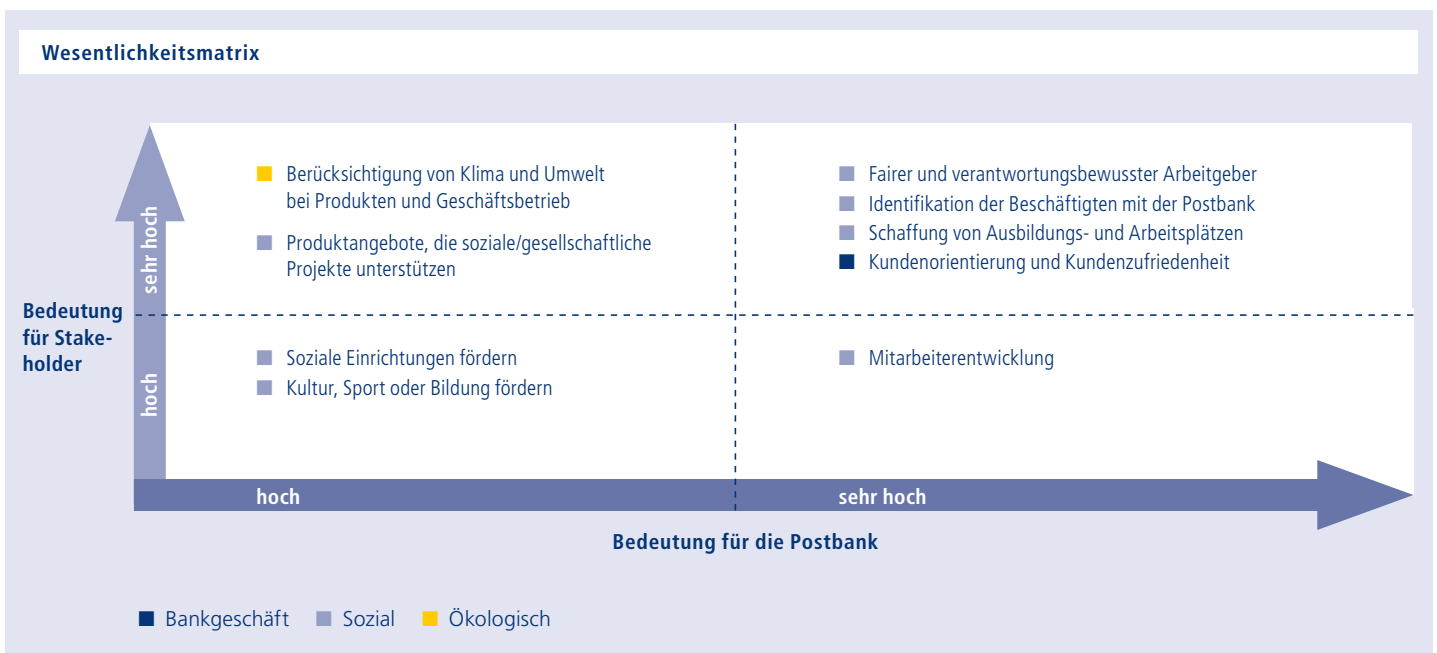 Wesentlichkeitsmatrix
Berücksichtigung von Klima und Umwelt
bei Produkten und Geschäftsbetrieb
Produktangebote, die soziale/gesellschaftliche
Projekte unterstützen
Fairer und verantwortungsbewusster Arbeitgeber
Identifikation der Beschäftigten mit der Postbank
Schaffung von Ausbildungs- und Arbeitsplätzen
Kundenorientierung und Kundenzufriedenheit
sehr hoch
Bedeutung
für Stake-
holder
hoch
Soziale Einrichtungen fördern
Kultur, Sport oder Bildung fördern
Mitarbeiterentwicklung
hoch
sehr hoch
Bedeutung für die Postbank
Bankgeschäft
Sozial
Ökologisch